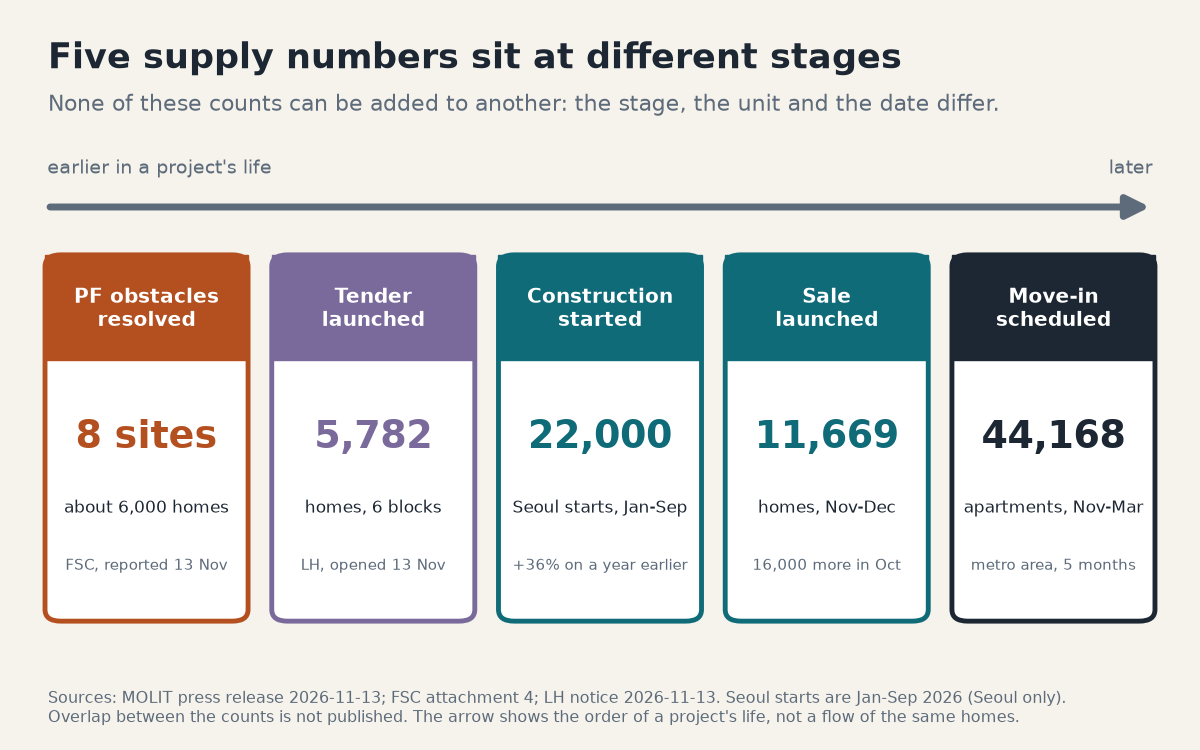 Five supply numbers sit at different stages
None of these counts can be added to another: the stage, the unit and the date differ.
earlier in a project's life
later
PF obstacles
resolved
8 sites
about 6,000 homes
FSC, reported 13 Nov
Tender
launched
5,782
homes, 6 blocks
LH, opened 13 Nov
Construction
started
22,000
Seoul starts, Jan-Sep
+36% on a year earlier
Sale
launched
11,669
homes, Nov-Dec
16,000 more in Oct
Move-in
scheduled
44,168
apartments, Nov-Mar
metro area, 5 months
Sources: MOLIT press release 2026-11-13; FSC attachment 4; LH notice 2026-11-13. Seoul starts are Jan-Sep 2026 (Seoul only).
Overlap between the counts is not published. The arrow shows the order of a project's life, not a flow of the same homes.